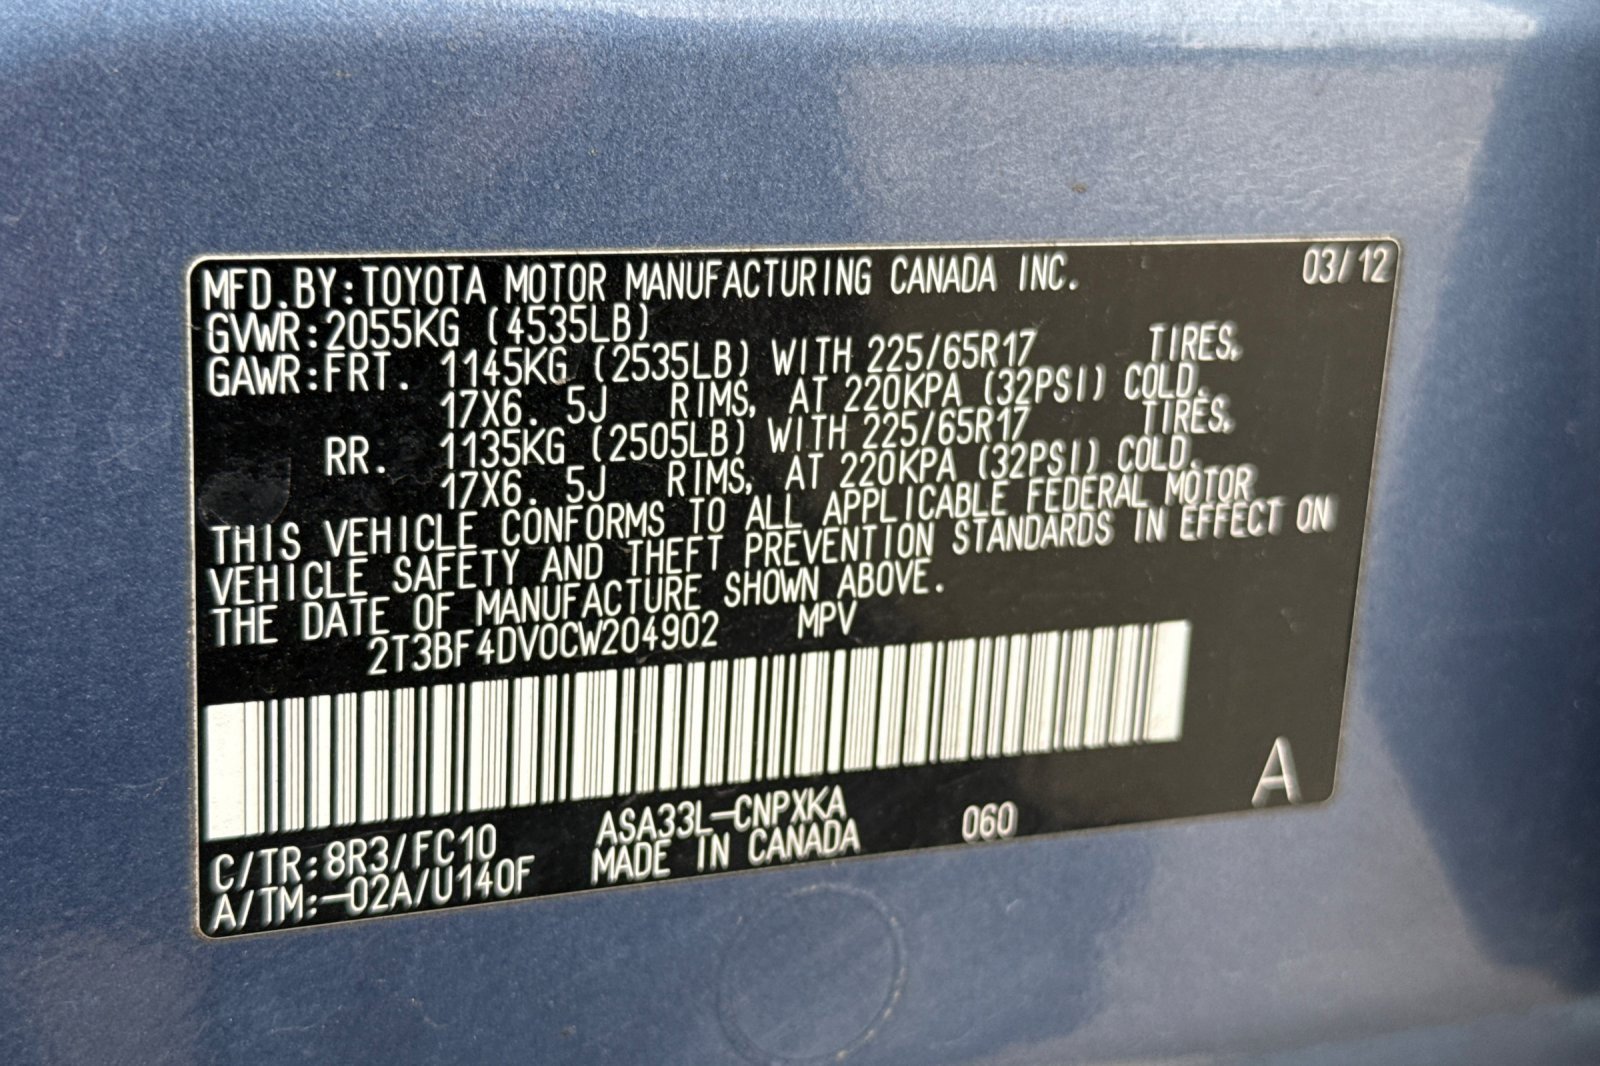 MFD.BY:TOYOTA MOTOR MANUFACTURING CANADA INC. 03/12
GVWR:2055KG (4535LB)
GAWR:FRT. 1145KG (2535LB) WITH 225/65R17 TIRES,
17X6. 5J RIMS, AT 220KPA (32PSI) COLD.
RR. 1135KG (2505LB) WITH 225/65R17 TIRES,
17X6. 5J RIMS, AT 220KPA (32PSI) COLD.
THIS VEHICLE CONFORMS TO ALL APPLICABLE FEDERAL MOTOR
VEHICLE SAFETY AND THEFT PREVENTION STANDARDS IN EFFECT ON
THE DATE OF MANUFACTURE SHOWN ABOVE.
2T3BF4DV0CW204902 MPV
A
C/TR:8R3/FC10 ASA33L-CNPXKA 060
A/TM:-02A/U140F MADE IN CANADA